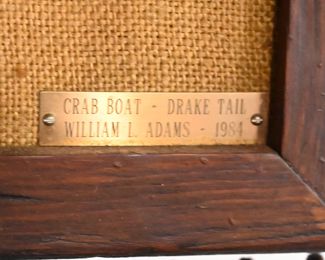 CRAB BOAT - DRAKE TAIL
WILLIAM L. ADAMS - 1984